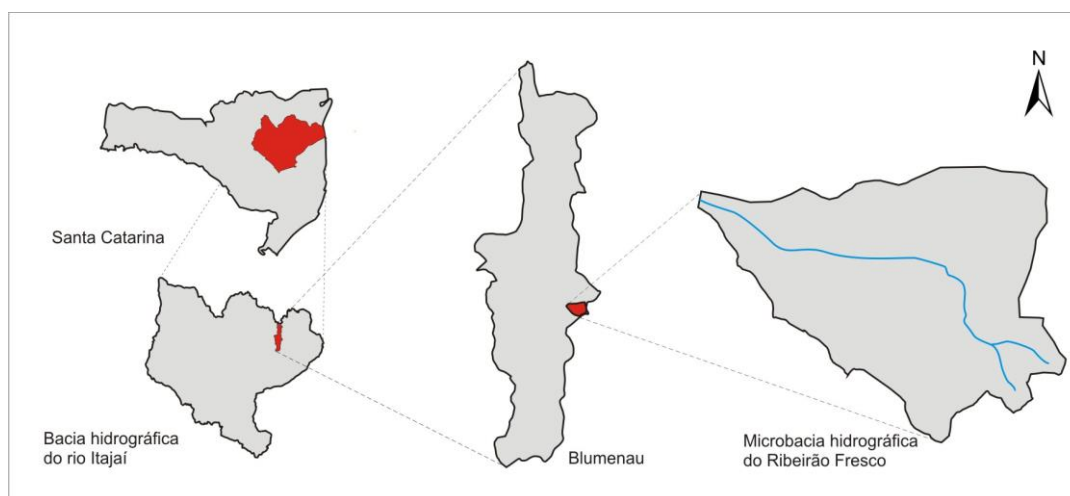 N
Santa Catarina
Bacia hidrográfica
do rio Itajaí
Blumenau
Microbacia hidrográfica
do Ribeirão Fresco